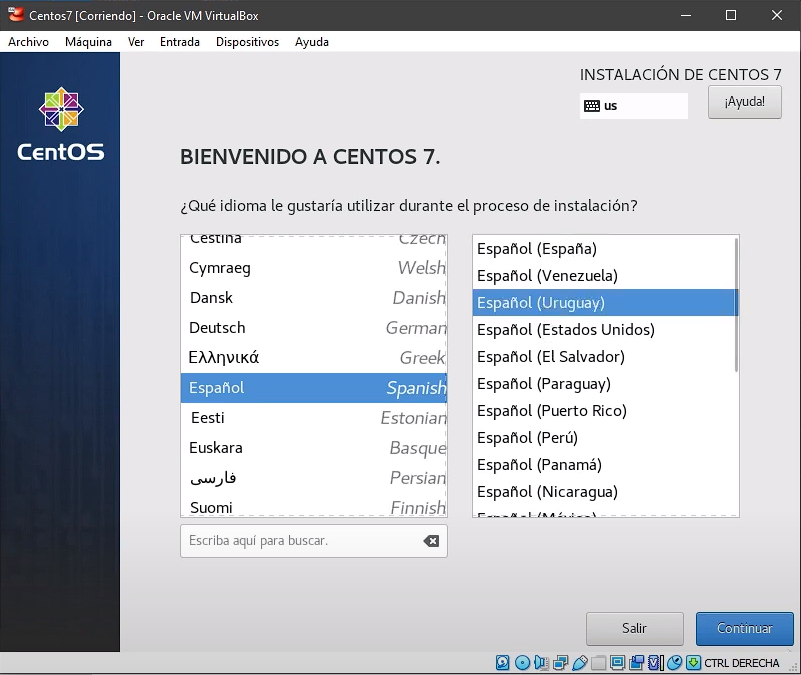 Centos7 [Corriendo] - Oracle VM VirtualBox
Archivo Máquina Ver Entrada Dispositivos Ayuda
CentOS
INSTALACIÓN DE CENTOS 7
us
¡Ayuda!
BIENVENIDO A CENTOS 7.
¿Qué idioma le gustaría utilizar durante el proceso de instalación?
Čeština Czech
Cymraeg Welsh
Dansk Danish
Deutsch German
Ελληνικά Greek
Español Spanish
Eesti Estonian
Euskara Basque
فارسی Persian
Suomi Finnish
Escriba aquí para buscar.
Español (España)
Español (Venezuela)
Español (Uruguay)
Español (Estados Unidos)
Español (El Salvador)
Español (Paraguay)
Español (Puerto Rico)
Español (Perú)
Español (Panamá)
Español (Nicaragua)
Español (México)
Salir
Continuar
CTRL DERECHA